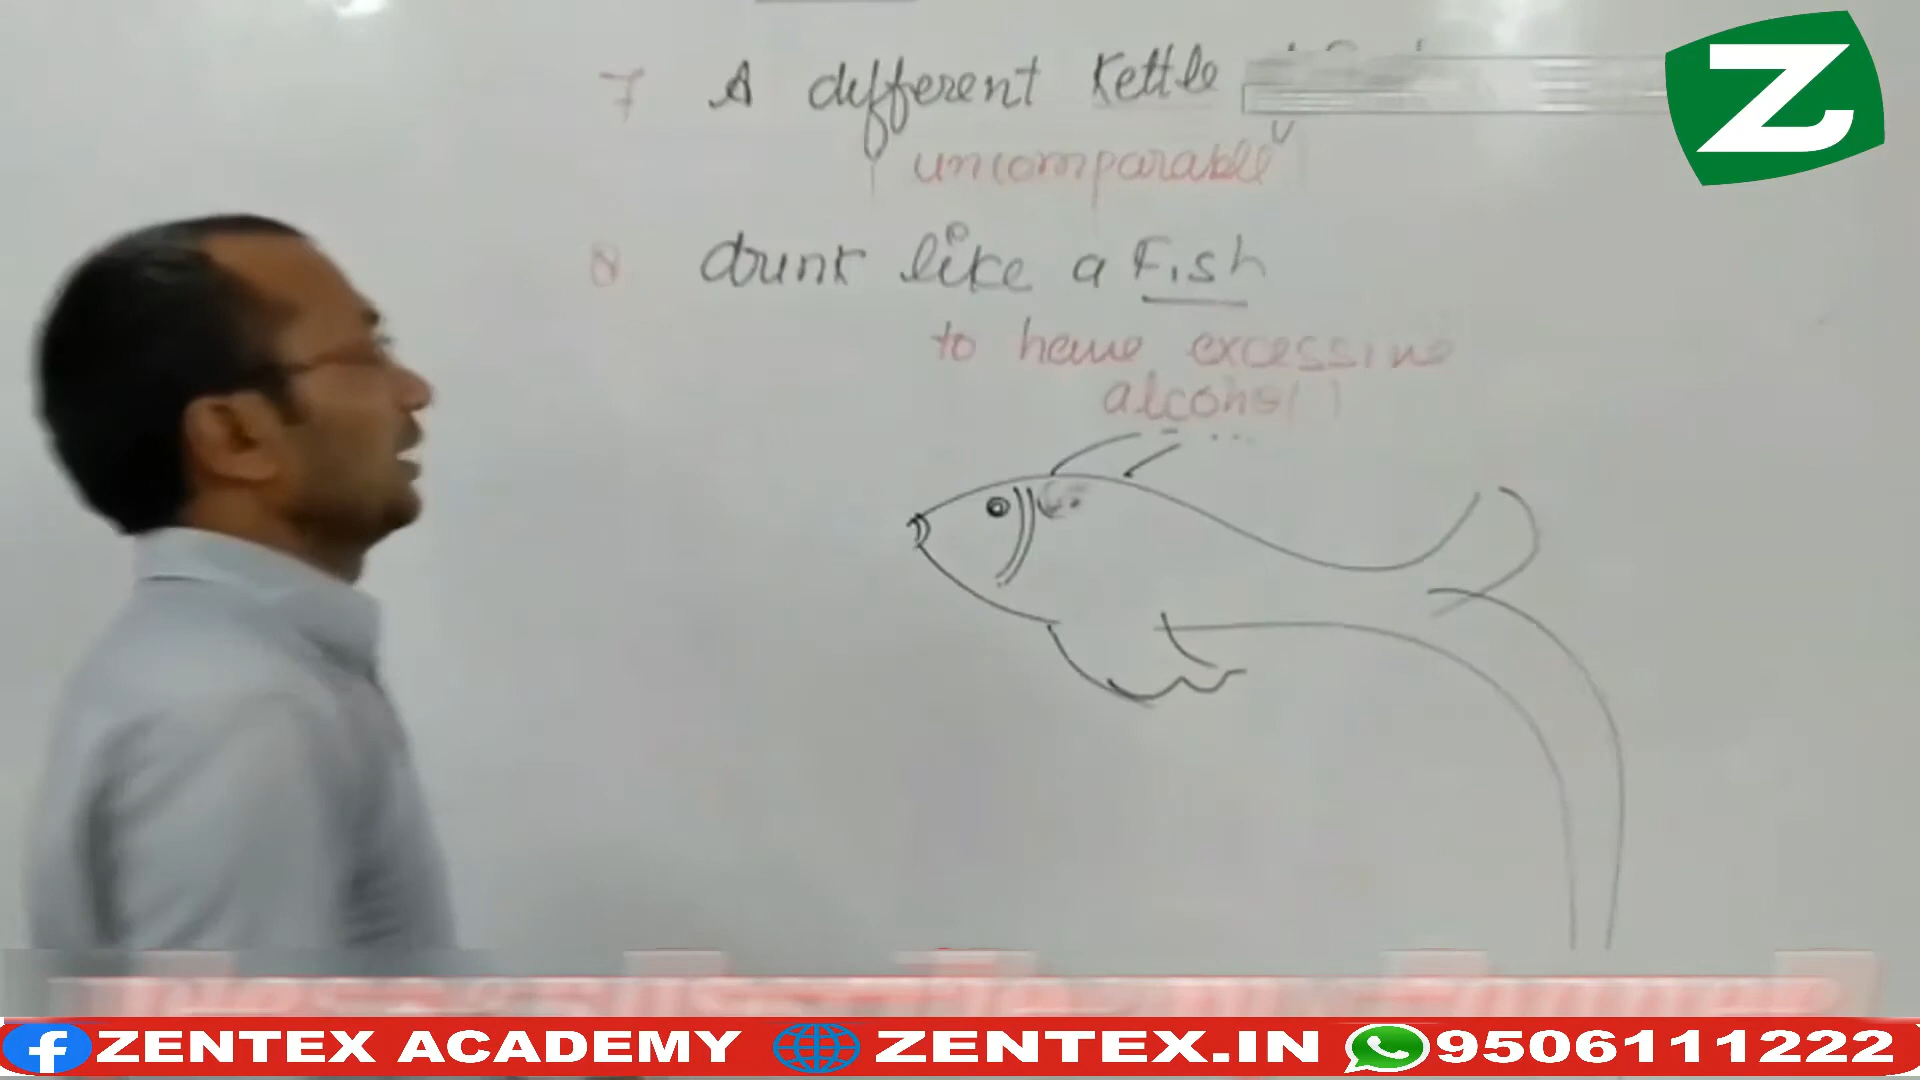 7 A different Kettle
uncomparable
8 drunk like a Fish
to have excessive
alcohol
Z
f ZENTEX ACADEMY ZENTEX.IN 9506111222